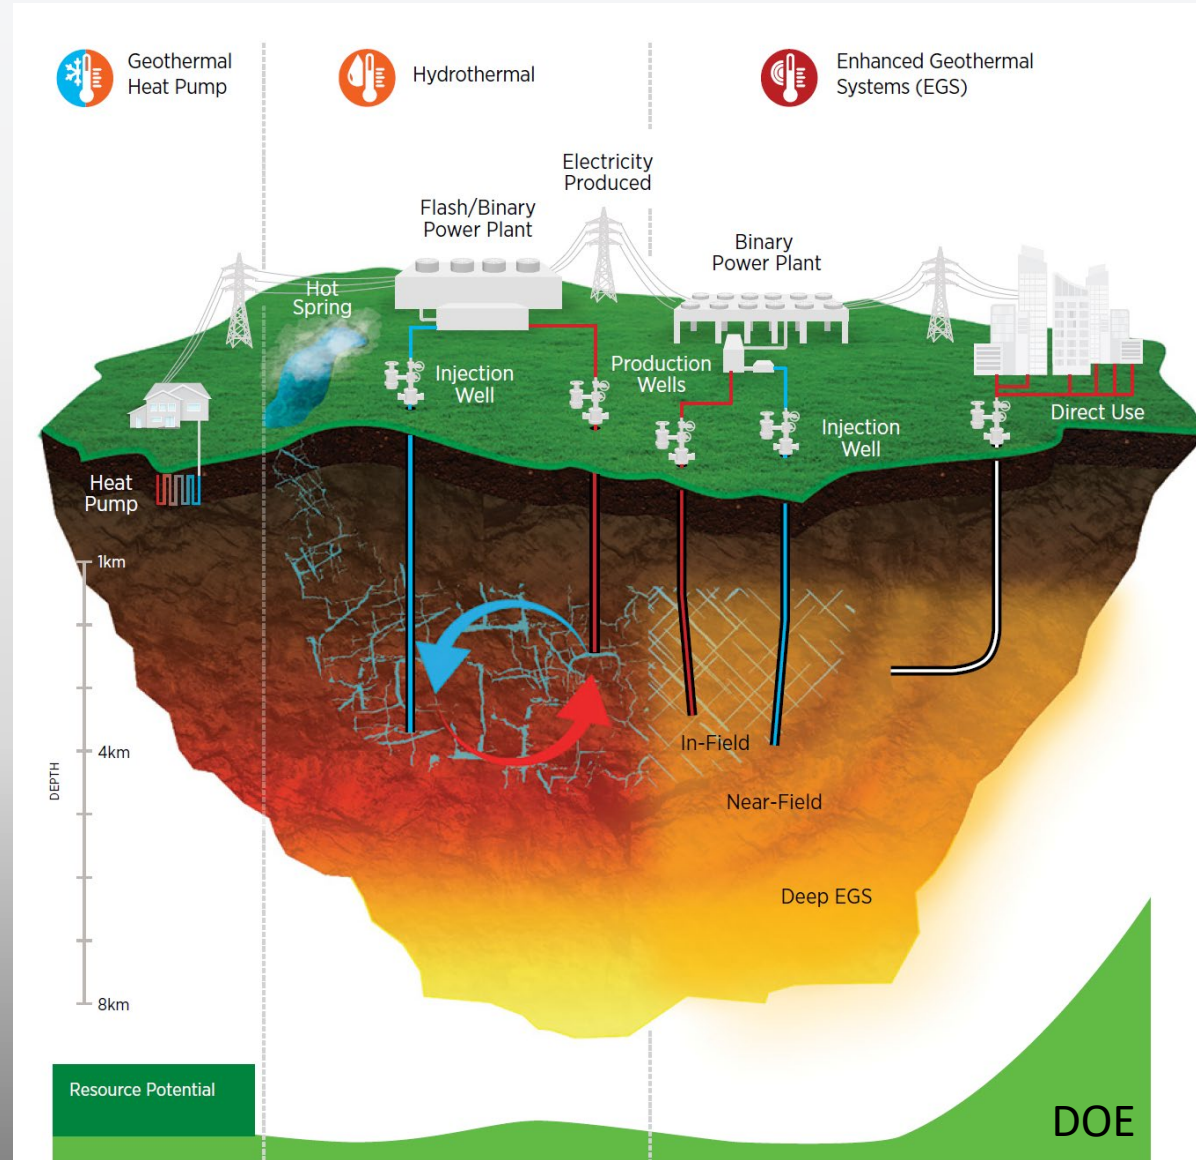 Geothermal
Heat Pump
Hydrothermal
Enhanced Geothermal
Systems (EGS)
Electricity
Produced
Flash/Binary
Power Plant
Binary
Power Plant
Hot
Spring
Injection
Well
Production
Wells
Injection
Well
Direct Use
Heat
Pump
1km
4km
8km
DEPTH
In-Field
Near-Field
Deep EGS
Resource Potential
DOE